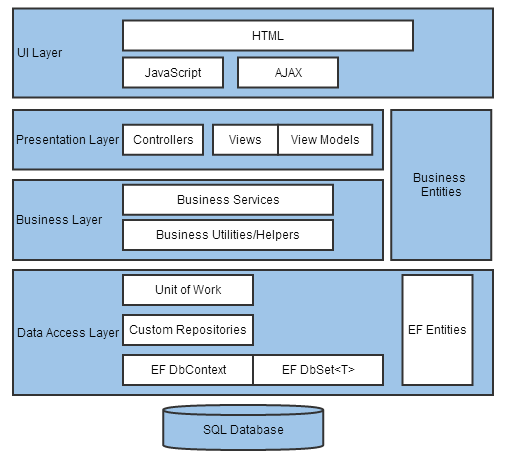 UI Layer
HTML
JavaScript
AJAX
Presentation Layer
Controllers
Views
View Models
Business
Entities
Business Layer
Business Services
Business Utilities/Helpers
Data Access Layer
Unit of Work
Custom Repositories
EF DbContext
EF DbSet<T>
EF Entities
SQL Database